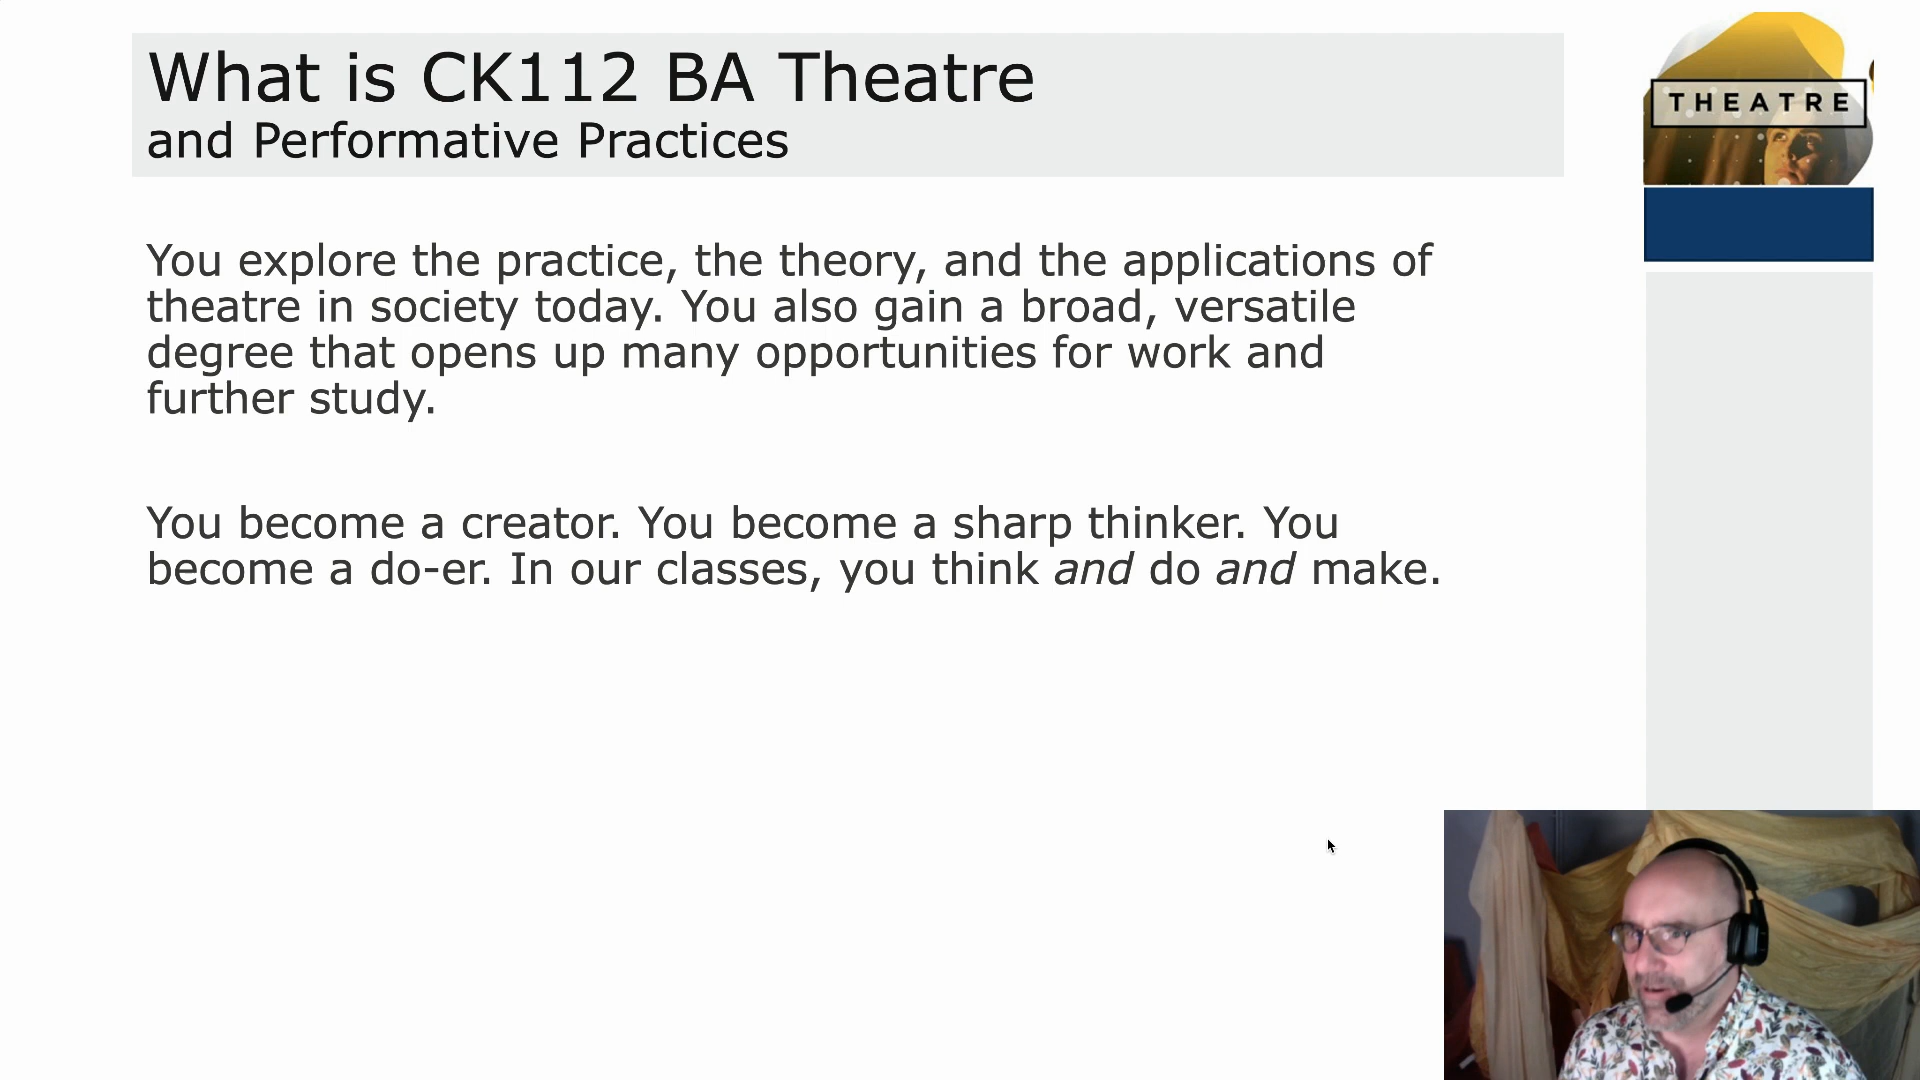 What is CK112 BA Theatre
and Performative Practices
THEATRE
You explore the practice, the theory, and the applications of
theatre in society today. You also gain a broad, versatile
degree that opens up many opportunities for work and
further study.
You become a creator. You become a sharp thinker. You
become a do-er. In our classes, you think and do and make.